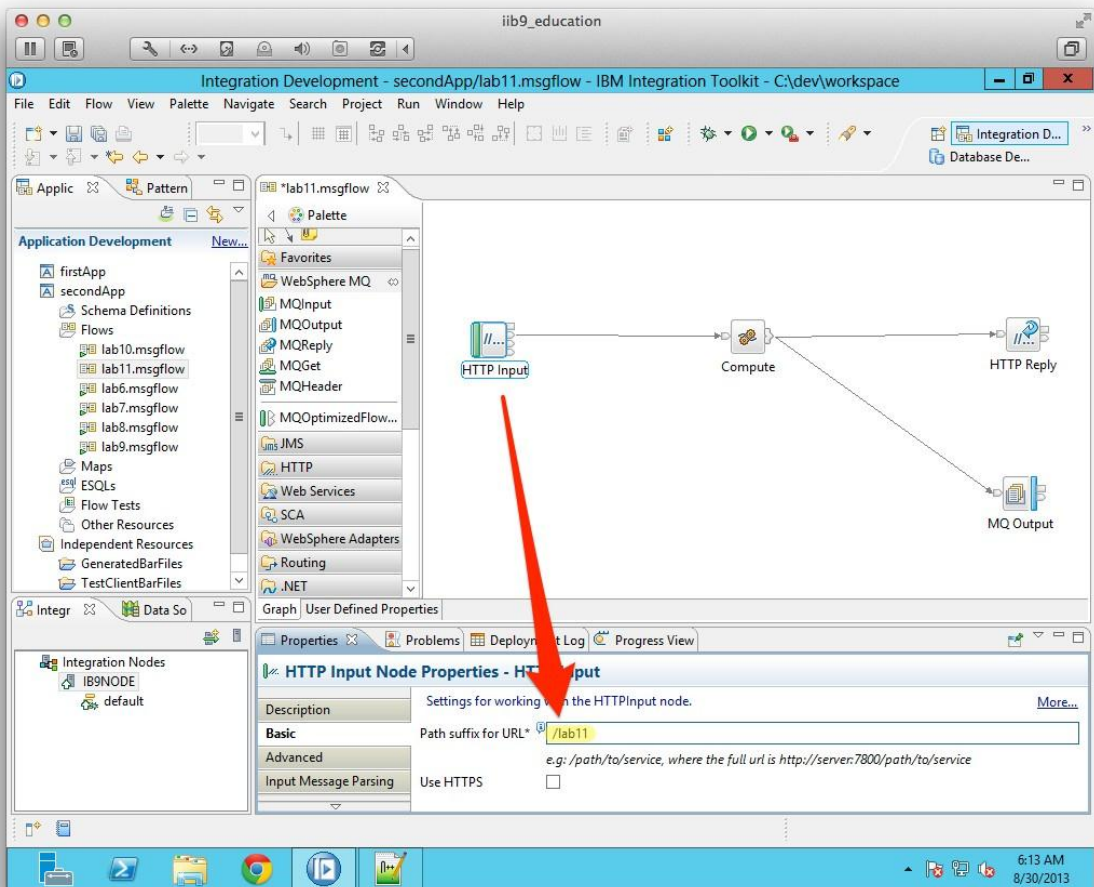 iib9_education
Integration Development - secondApp/lab11.msgflow - IBM Integration Toolkit - C:\dev\workspace
File Edit Flow View Palette Navigate Search Project Run Window Help
Integration D...
Database De...
Applic
Pattern
*lab11.msgflow
Palette
Application Development
New...
firstApp
secondApp
Schema Definitions
Flows
lab10.msgflow
lab11.msgflow
lab6.msgflow
lab7.msgflow
lab8.msgflow
lab9.msgflow
Maps
ESQLs
Flow Tests
Other Resources
Independent Resources
GeneratedBarFiles
TestClientBarFiles
Favorites
WebSphere MQ
MQInput
MQOutput
MQReply
MQGet
MQHeader
MQOptimizedFlow...
JMS
HTTP
Web Services
SCA
WebSphere Adapters
Routing
.NET
HTTP Input
Compute
HTTP Reply
MQ Output
Graph User Defined Properties
Integr
Data So
Integration Nodes
IB9NODE
default
Properties
Problems
Deploym t Log
Progress View
HTTP Input Node Properties - HT put
Description
Basic
Advanced
Input Message Parsing
Settings for working the HTTPInput node.
More...
Path suffix for URL*
/lab11
e.g: /path/to/service, where the full url is http://server:7800/path/to/service
Use HTTPS
6:13 AM
8/30/2013